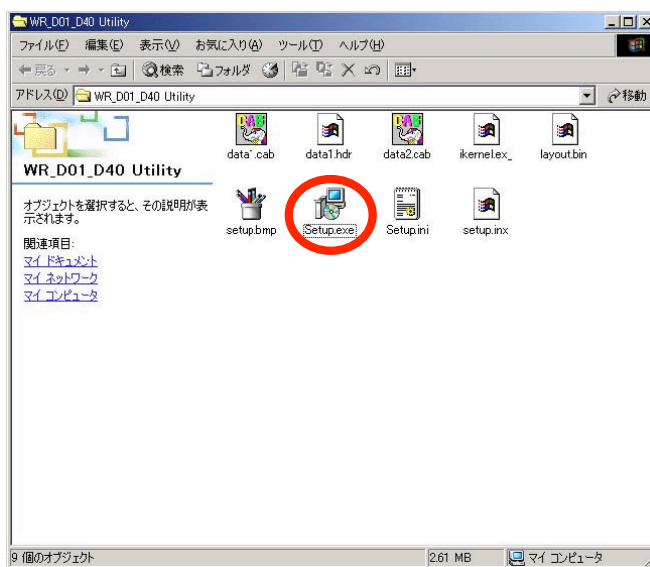 WR_D01_D40 Utility
ファイル(F) 編集(E) 表示(V) お気に入り(A) ツール(T) ヘルプ(H)
戻る 検索 フォルダ
アドレス(D) WR_D01_D40 Utility 移動
data1.cab data1.hdr data2.cab ikernel.ex_ layout.bin
WR_D01_D40 Utility
setup.bmp Setup.exe Setup.ini setup.inx
オブジェクトを選択すると、その説明が表
示されます。
関連項目:
マイ ドキュメント
マイ ネットワーク
マイ コンピュータ
9 個のオブジェクト 2.61 MB マイ コンピュータ